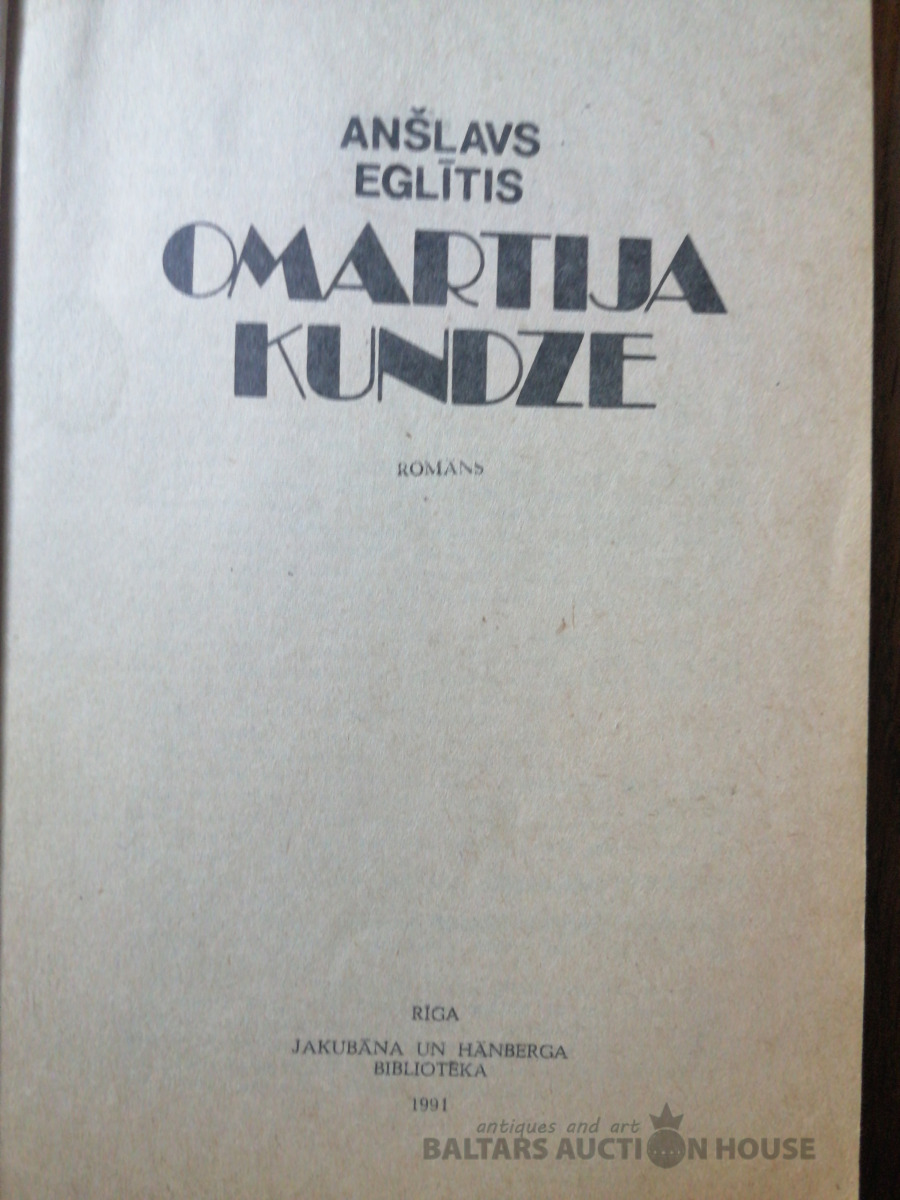 ANŠLAVS
EGLĪTIS
OMARTIJA
KUNDZE
ROMĀNS
RĪGA
JAKUBĀNA UN HĀNBERGA
BIBLIOTĒKA
1991
antiques and art
BALTARS AUCTION HOUSE